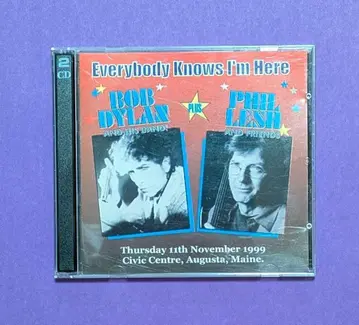 2
CD
Everybody Knows I'm Here
BOB
DYLAN
AND HIS BAND!
PLUS
PHIL
LESH
AND FRIENDS
Thursday 11th November 1999
Civic Centre, Augusta, Maine.